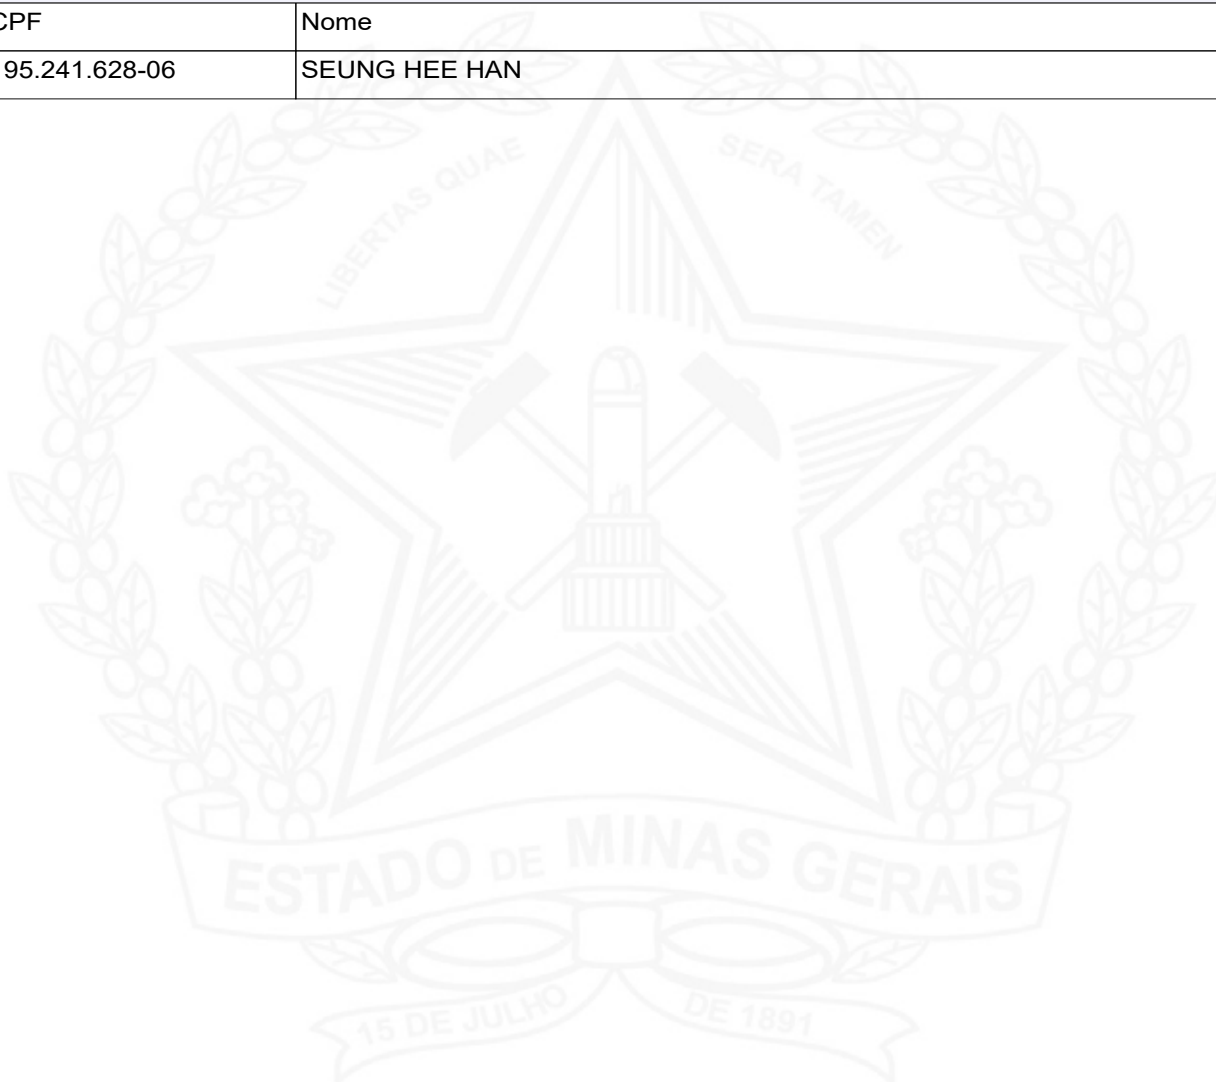 CPF Nome
95.241.628-06 SEUNG HEE HAN
LIBERTAS QUAE SERA TAMEN
ESTADO DE MINAS GERAIS
15 DE JULHO DE 1891